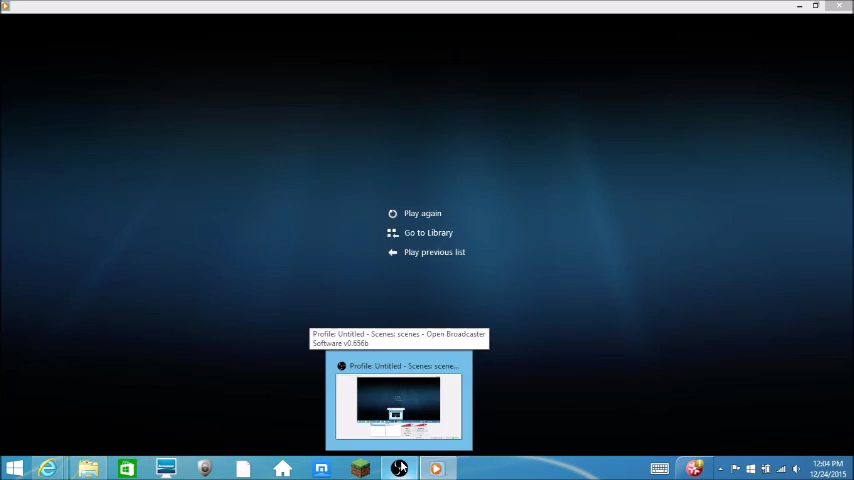 Play again
Go to Library
Play previous list
Profile: Untitled - Scenes: scenes - Open Broadcaster
Software v0.656b
Profile: Untitled - Scenes: scene...
12:04 PM
12/24/2015